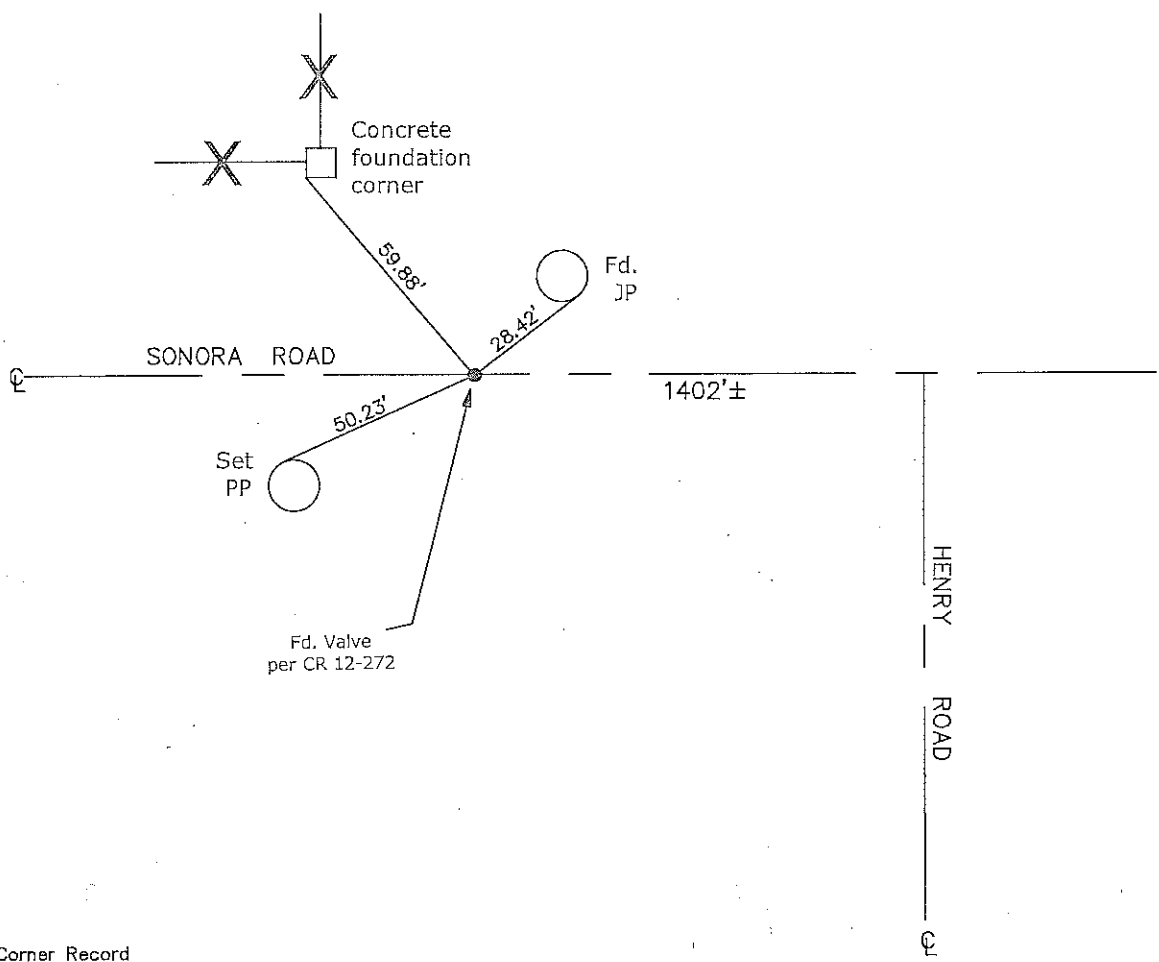 Concrete
foundation
corner
59.88'
Fd.
JP
28.42'
SONORA ROAD
℄
1402'±
50.23'
Set
PP
HENRY ROAD
Fd. Valve
per CR 12-272
℄
Corner Record